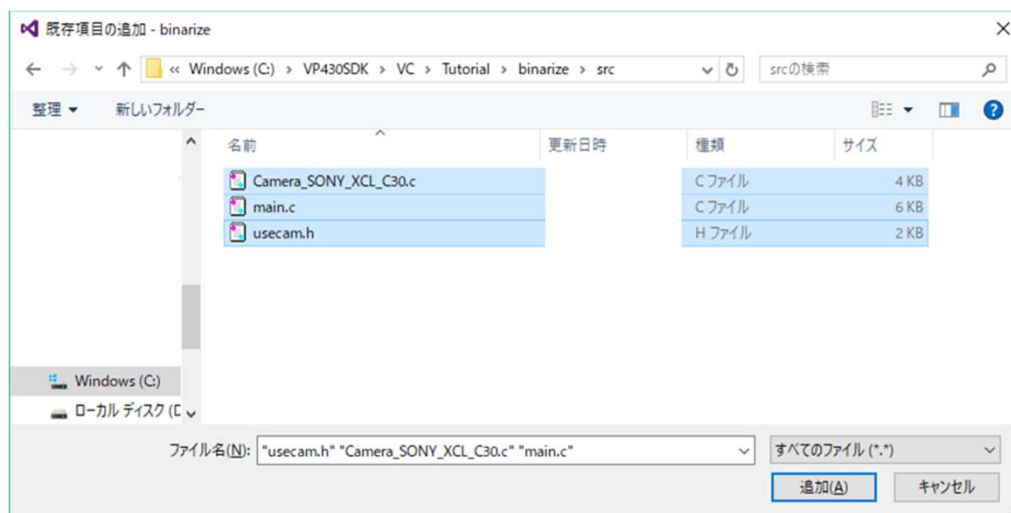 既存項目の追加 - binarize
« Windows (C:) › VP430SDK › VC › Tutorial › binarize › src
srcの検索
整理 ▼ 新しいフォルダー
名前 更新日時 種類 サイズ
Camera_SONY_XCL_C30.c C ファイル 4 KB
main.c C ファイル 6 KB
usecam.h H ファイル 2 KB
Windows (C:)
ローカル ディスク (D
ファイル名(N): "usecam.h" "Camera_SONY_XCL_C30.c" "main.c" すべてのファイル (*.*)
追加(A) キャンセル